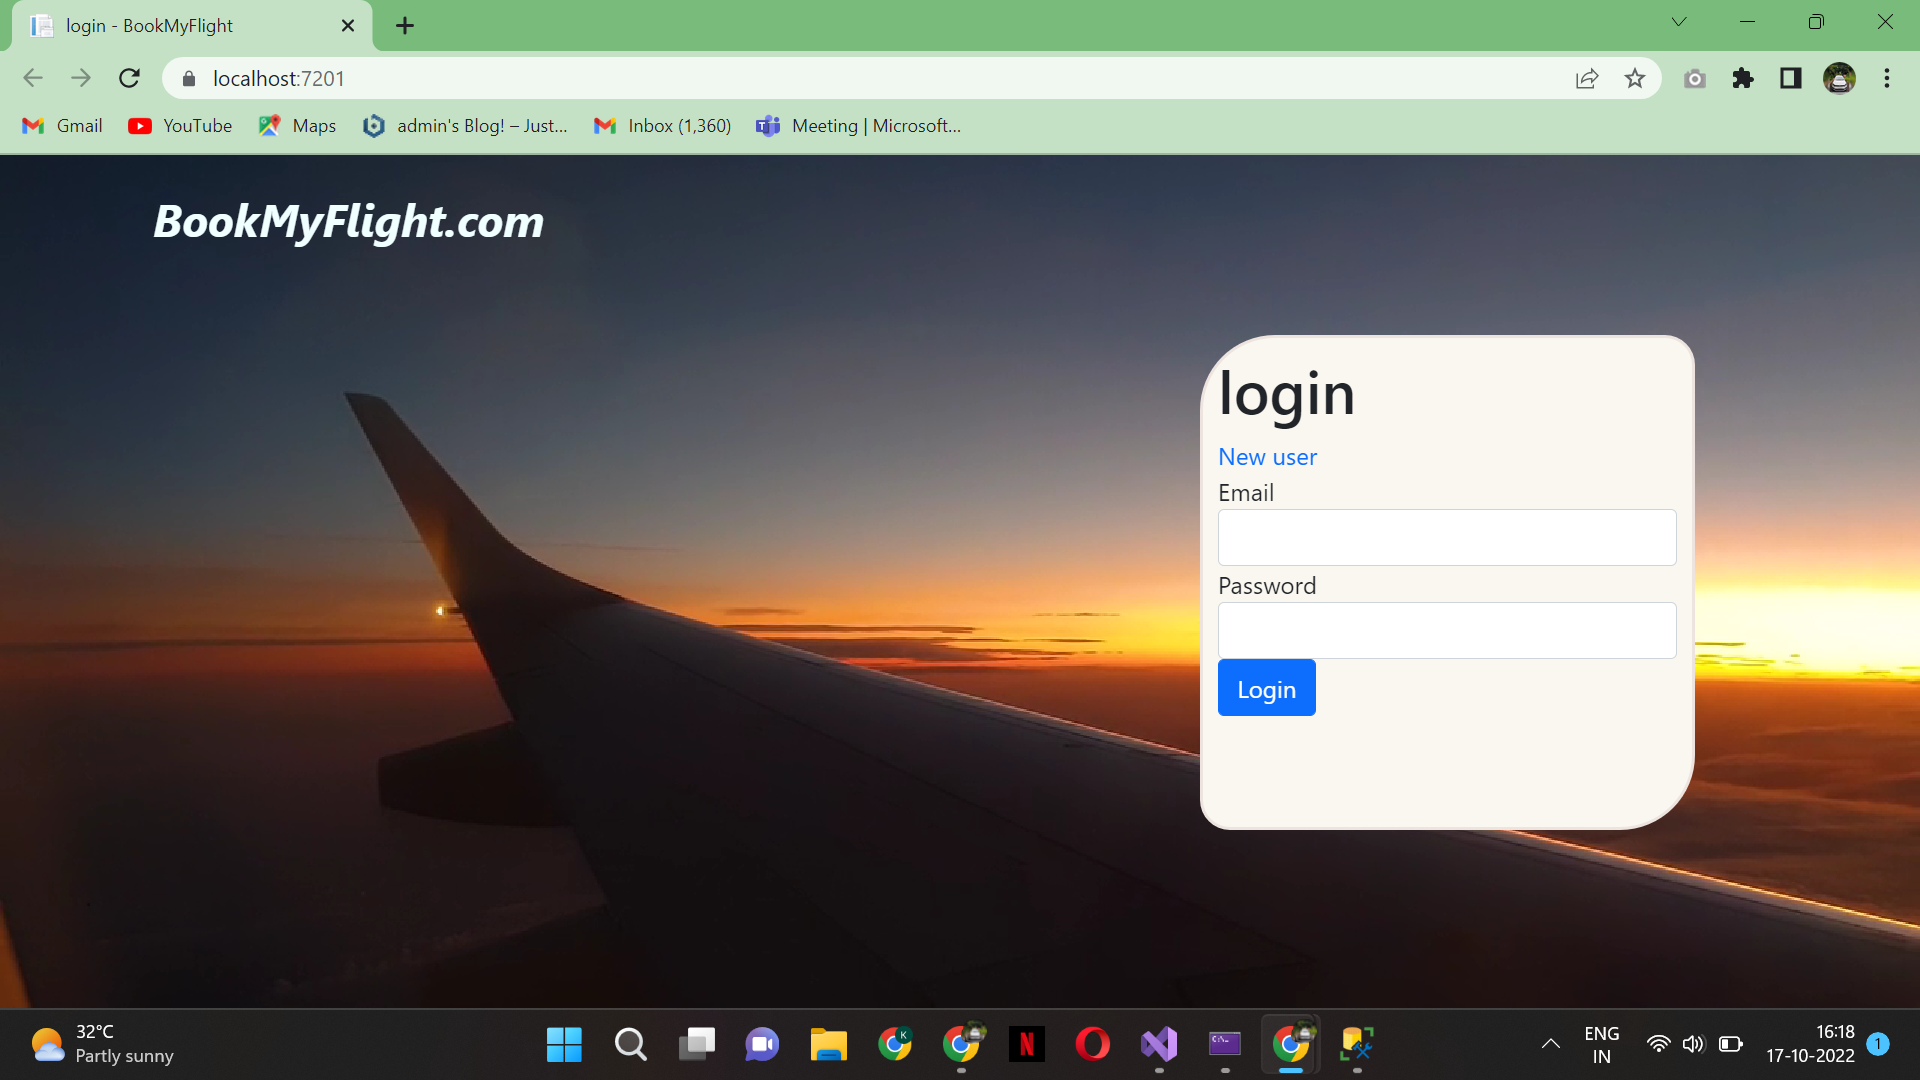 login - BookMyFlight
localhost:7201
Gmail
YouTube
Maps
admin's Blog! – Just...
Inbox (1,360)
Meeting | Microsoft...
BookMyFlight.com
login
New user
Email
Password
Login
32°C
Partly sunny
K
N
C:\_
ENG
IN
16:18
17-10-2022
1